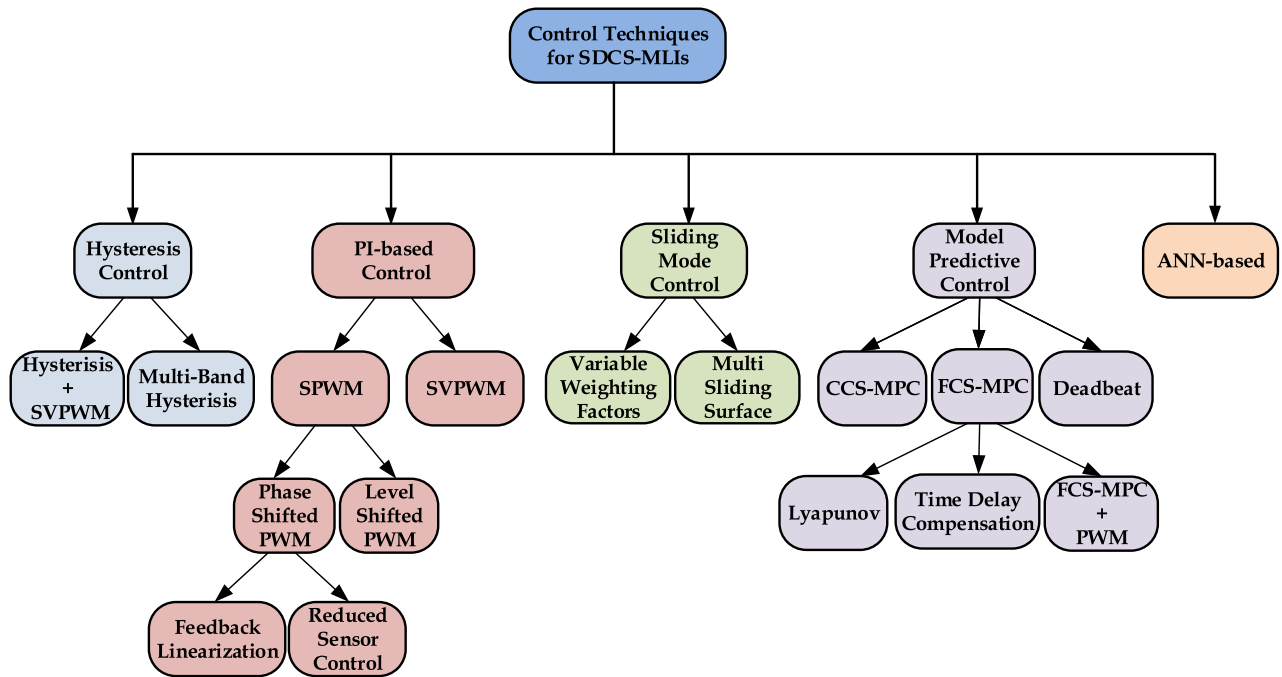 Control Techniques
for SDCS-MLIs
Hysteresis
Control
PI-based
Control
Sliding
Mode
Control
Model
Predictive
Control
ANN-based
Hysterisis
+
SVPWM
Multi-Band
Hysterisis
SPWM
SVPWM
Variable
Weighting
Factors
Multi
Sliding
Surface
CCS-MPC
FCS-MPC
Deadbeat
Phase
Shifted
PWM
Level
Shifted
PWM
Lyapunov
Time Delay
Compensation
FCS-MPC
+
PWM
Feedback
Linearization
Reduced
Sensor
Control